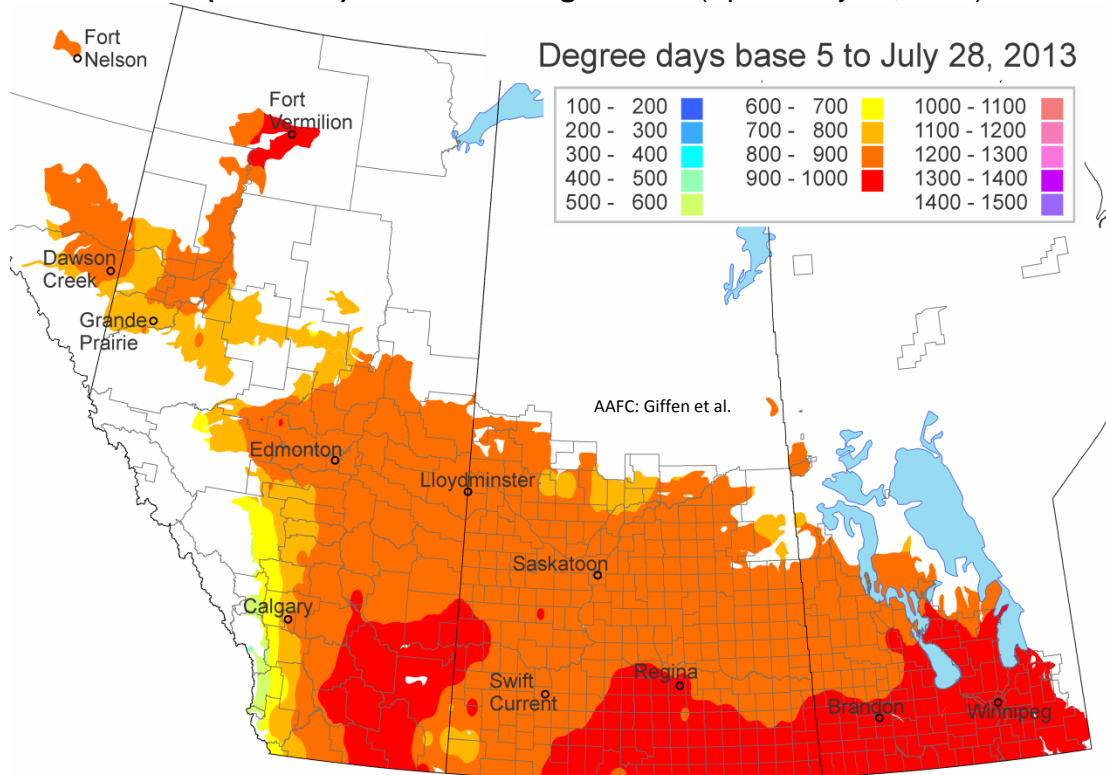 Degree days base 5 to July 28, 2013
100 - 200
200 - 300
300 - 400
400 - 500
500 - 600
600 - 700
700 - 800
800 - 900
900 - 1000
1000 - 1100
1100 - 1200
1200 - 1300
1300 - 1400
1400 - 1500
Fort
Nelson
Fort
Vermilion
Dawson
Creek
Grande
Prairie
AAFC: Giffen et al.
Edmonton
Lloydminster
Saskatoon
Calgary
Regina
Swift
Current
Brandon
Winnipeg